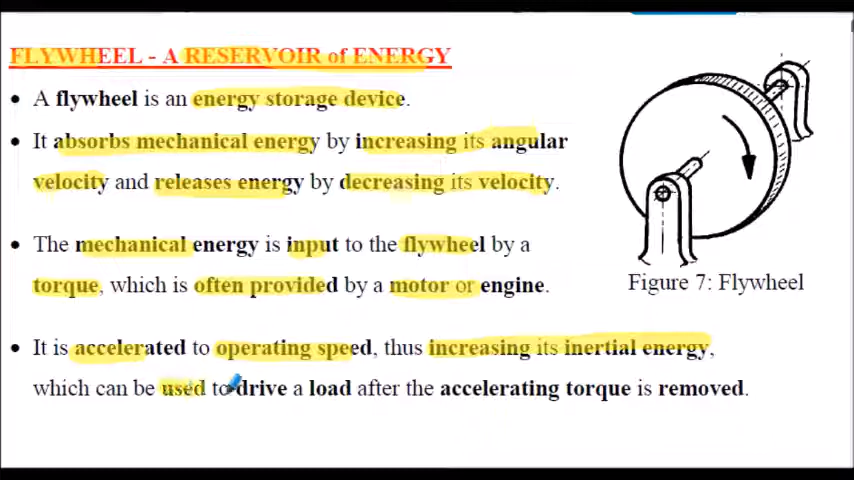 FLYWHEEL - A RESERVOIR of ENERGY
• A flywheel is an energy storage device.
• It absorbs mechanical energy by increasing its angular
velocity and releases energy by decreasing its velocity.
• The mechanical energy is input to the flywheel by a
torque, which is often provided by a motor or engine.
Figure 7: Flywheel
• It is accelerated to operating speed, thus increasing its inertial energy,
which can be used to drive a load after the accelerating torque is removed.